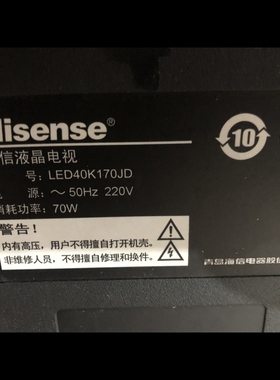 Hisense®
信液晶电视
号: LED40K170JD
源: ～50Hz 220V
消耗功率: 70W
10
警告!
内有高压，用户不得擅自打开机壳。
非维修人员，不得擅自修理和换件。
青岛海信电器股份